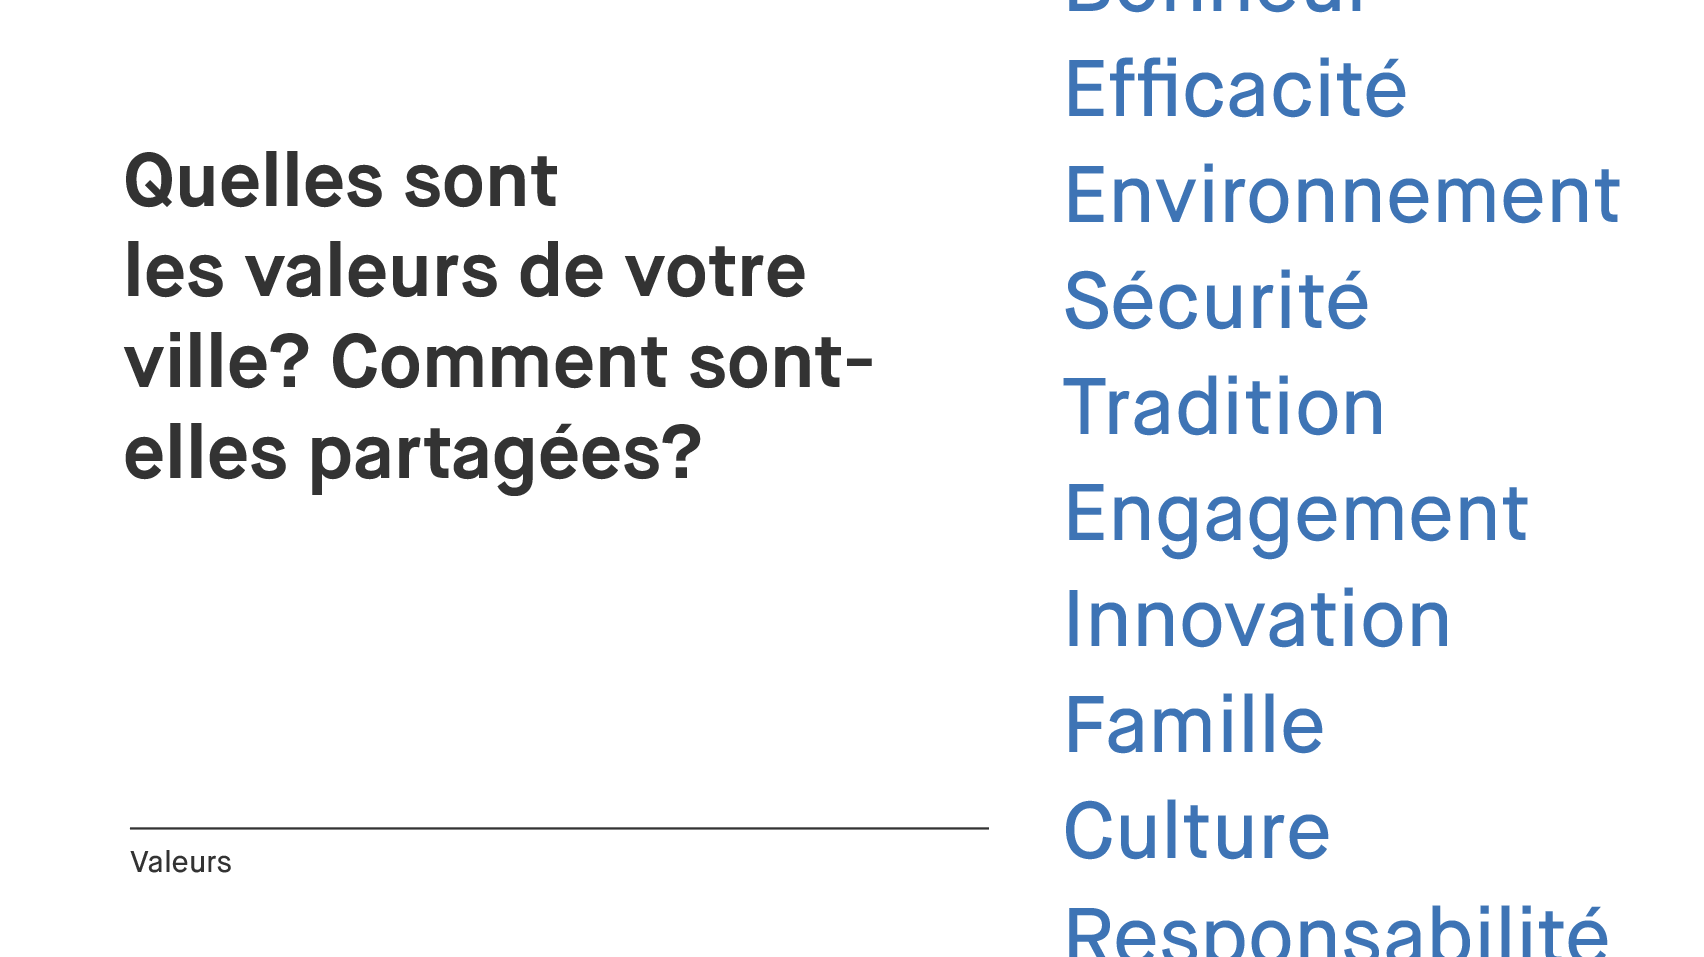 Quelles sont
les valeurs de votre
ville? Comment sont-
elles partagées?
Valeurs
Bonheur
Efficacité
Environnement
Sécurité
Tradition
Engagement
Innovation
Famille
Culture
Responsabilité